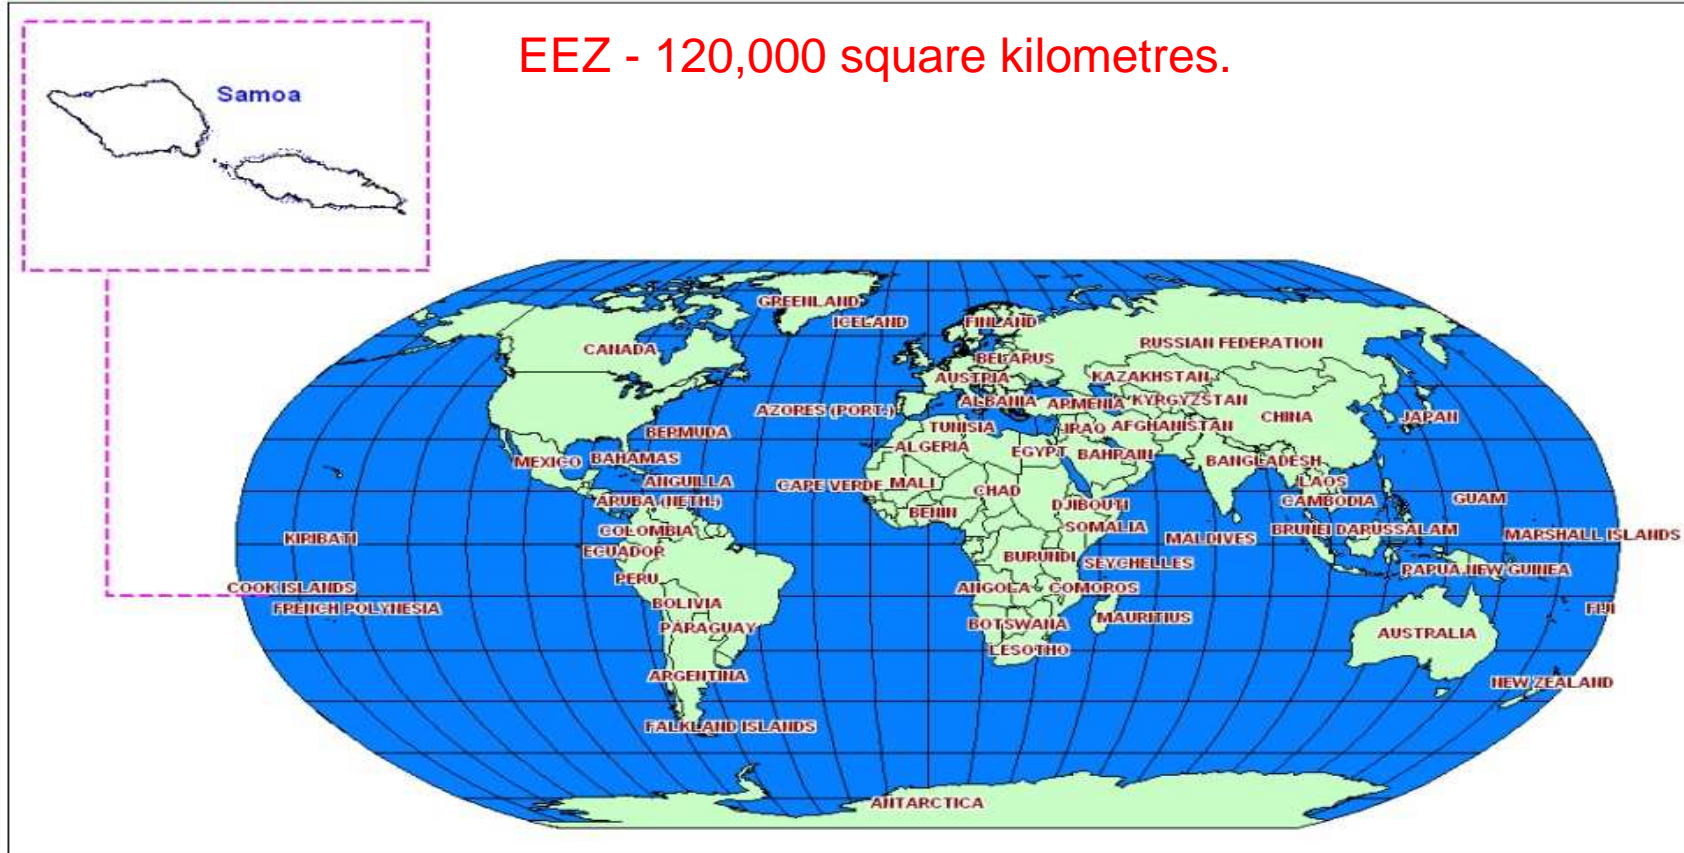 EEZ - 120,000 square kilometres.
Samoa
GREENLAND
ICELAND
FINLAND
RUSSIAN FEDERATION
CANADA
BELARUS
AUSTRIA
KAZAKHSTAN
ALBANIA
ARMENIA
KYRGYZSTAN
AZORES (PORT.)
CHINA
JAPAN
BERMUDA
TUNISIA
IRAQ
AFGHANISTAN
ALGERIA
EGYPT
BAHRAIN
MEXICO
BAHAMAS
BANGLADESH
ANGUILLA
CAPE VERDE
MALI
CHAD
LAOS
ARUBA (NETH.)
DJIBOUTI
CAMBODIA
GUAM
BENIN
COLOMBIA
SOMALIA
BRUNEI DARUSSALAM
KIRIBATI
MALDIVES
MARSHALL ISLANDS
ECUADOR
BURUNDI
SEYCHELLES
PERU
PAPUA NEW GUINEA
COOK ISLANDS
ANGOLA
COMOROS
FRENCH POLYNESIA
BOLIVIA
FIJI
PARAGUAY
BOTSWANA
MAURITIUS
AUSTRALIA
LESOTHO
ARGENTINA
NEW ZEALAND
FALKLAND ISLANDS
ANTARCTICA